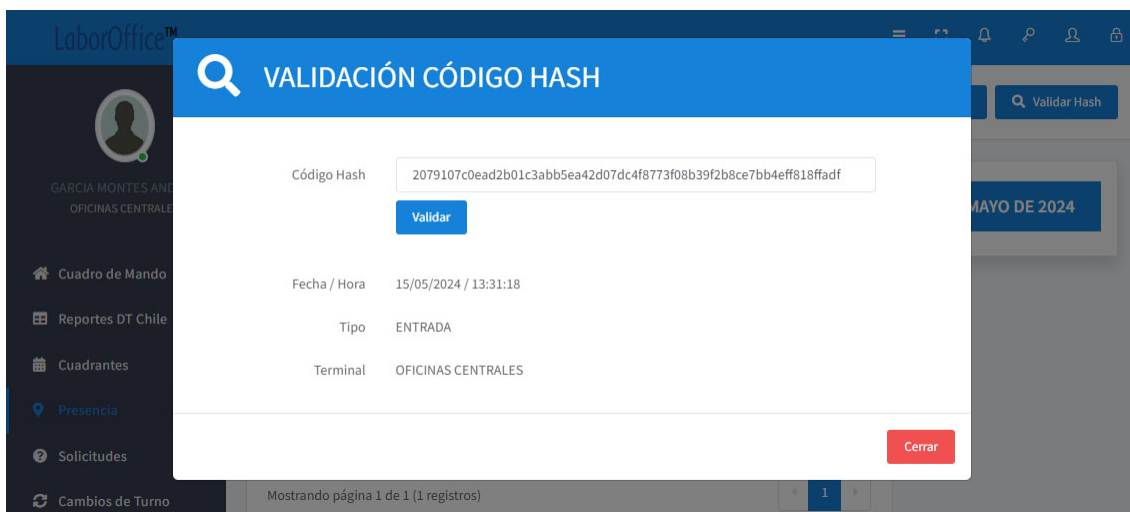 LaborOffice™
VALIDACIÓN CÓDIGO HASH
Validar Hash
GARCIA MONTES AND
OFICINAS CENTRALE
MAYO DE 2024
Código Hash
2079107c0ead2b01c3abb5ea42d07dc4f8773f08b39f2b8ce7bb4eff818ffadf
Validar
Fecha / Hora 15/05/2024 / 13:31:18
Tipo ENTRADA
Terminal OFICINAS CENTRALES
Cerrar
Cuadro de Mando
Reportes DT Chile
Cuadrantes
Presencia
Solicitudes
Cambios de Turno
Mostrando página 1 de 1 (1 registros)
1